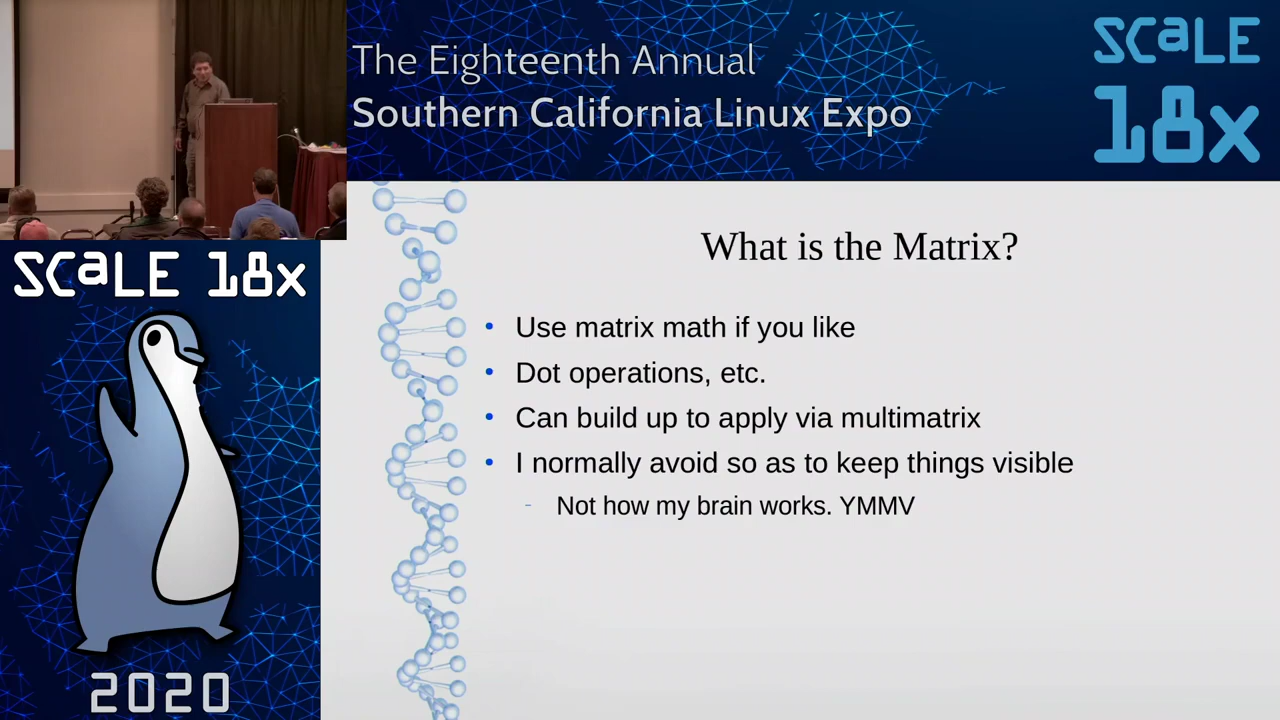 The Eighteenth Annual
Southern California Linux Expo
SCaLE
18x
SCaLE 18x
What is the Matrix?
• Use matrix math if you like
• Dot operations, etc.
• Can build up to apply via multimatrix
• I normally avoid so as to keep things visible
- Not how my brain works. YMMV
2020